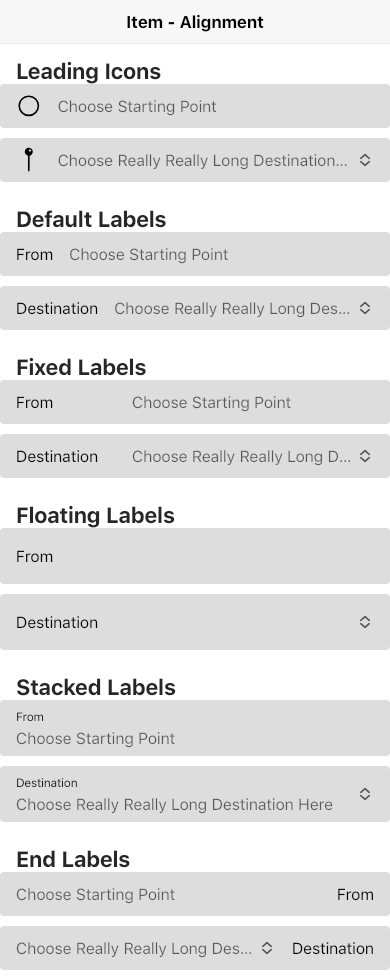 Item - Alignment
Leading Icons
Choose Starting Point
Choose Really Really Long Destination...
Default Labels
From Choose Starting Point
Destination Choose Really Really Long Des...
Fixed Labels
From Choose Starting Point
Destination Choose Really Really Long D...
Floating Labels
From
Destination
Stacked Labels
From
Choose Starting Point
Destination
Choose Really Really Long Destination Here
End Labels
Choose Starting Point From
Choose Really Really Long Des... Destination